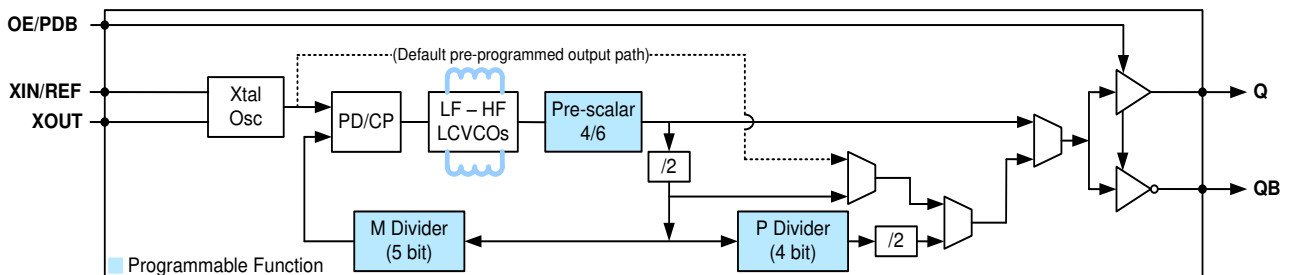 OE/PDB
(Default pre-programmed output path)
XIN/REF
XOUT
Xtal
Osc
PD/CP
LF – HF
LCVCOs
Pre-scalar
4/6
/2
Q
QB
M Divider
(5 bit)
P Divider
(4 bit)
/2
Programmable Function